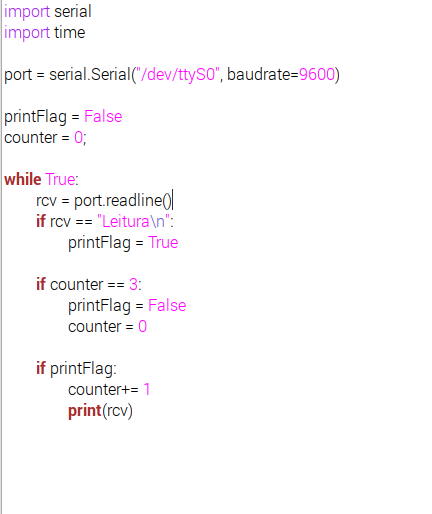 import serial
import time
port = serial.Serial("/dev/ttyS0", baudrate=9600)
printFlag = False
counter = 0;
while True:
rcv = port.readline()
if rcv == "Leitura\n":
printFlag = True
if counter == 3:
printFlag = False
counter = 0
if printFlag:
counter+= 1
print(rcv)